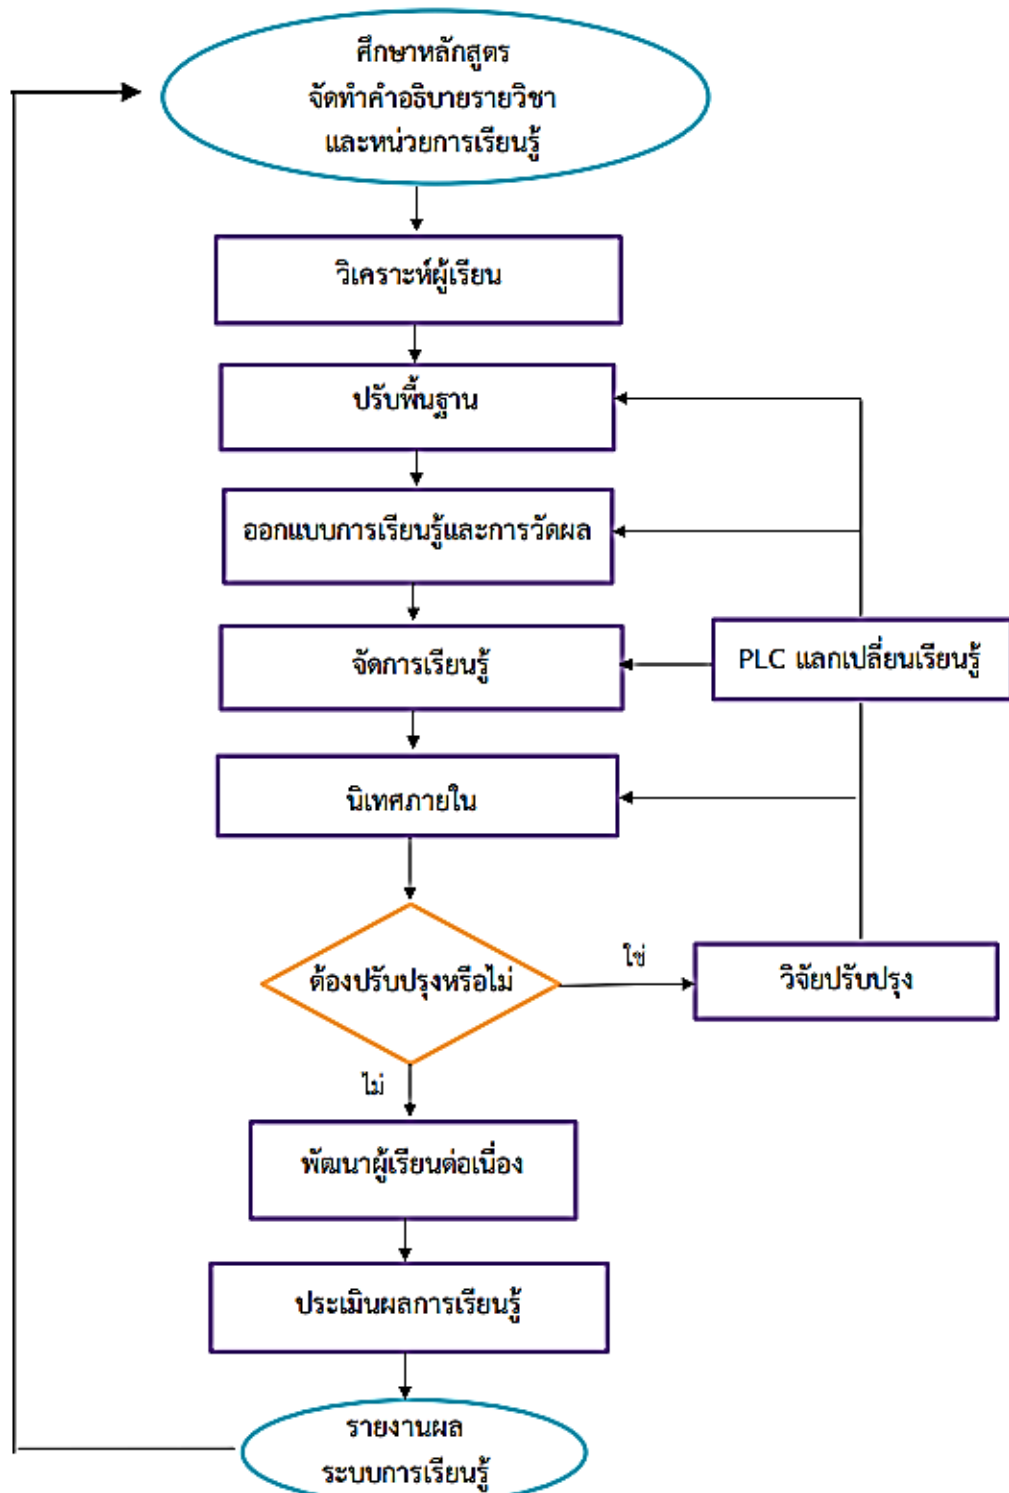 ศึกษาหลักสูตร
จัดทำคำอธิบายรายวิชา
และหน่วยการเรียนรู้
วิเคราะห์ผู้เรียน
ปรับพื้นฐาน
ออกแบบการเรียนรู้และการวัดผล
จัดการเรียนรู้
PLC แลกเปลี่ยนเรียนรู้
นิเทศภายใน
ต้องปรับปรุงหรือไม่
ใช่
วิจัยปรับปรุง
ไม่
พัฒนาผู้เรียนต่อเนื่อง
ประเมินผลการเรียนรู้
รายงานผล
ระบบการเรียนรู้